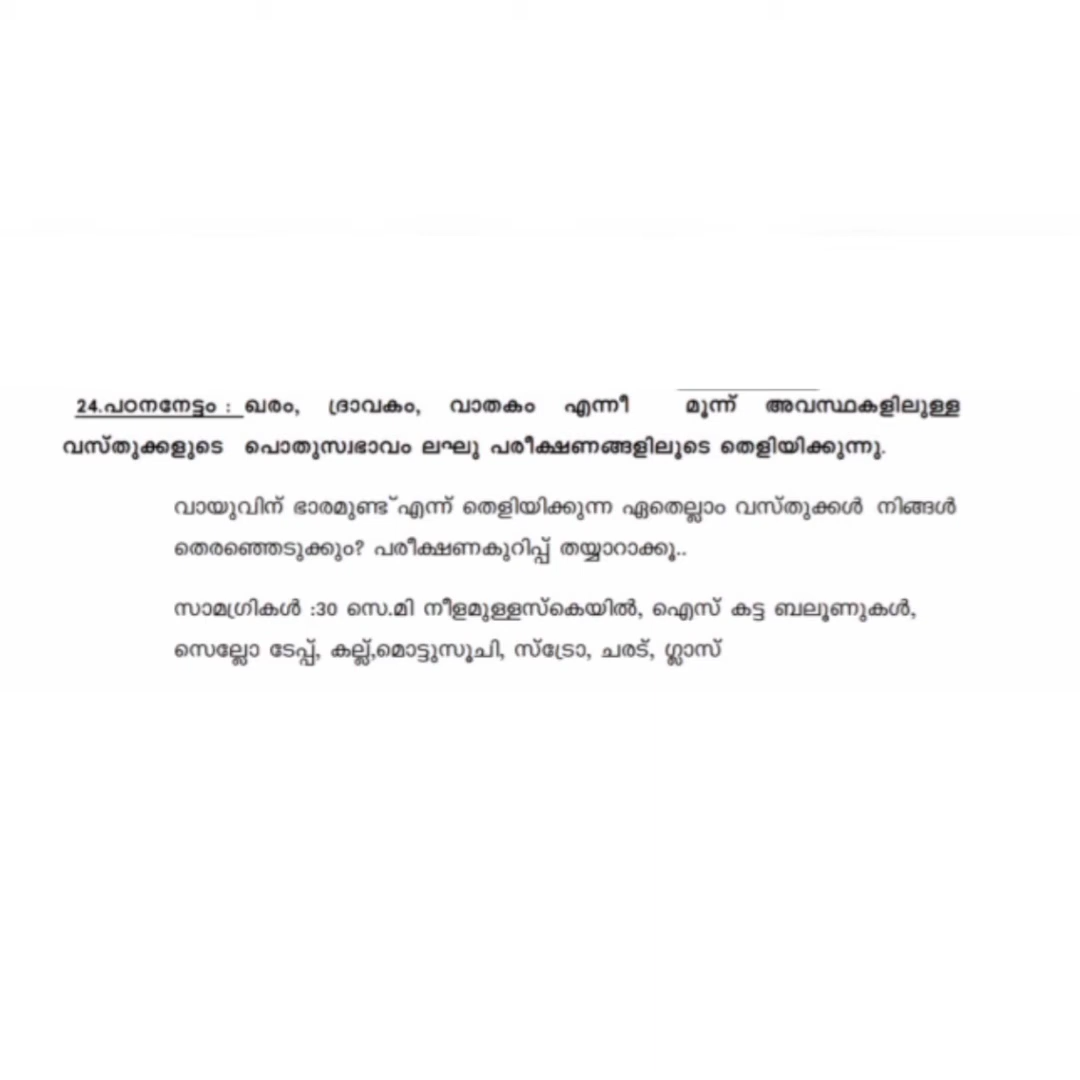 24.പഠനനേട്ടം : ഖരം, ദ്രാവകം, വാതകം എന്നീ മൂന്ന് അവസ്ഥകളിലുള്ള
വസ്തുക്കളുടെ പൊതുസ്വഭാവം ലഘു പരീക്ഷണങ്ങളിലൂടെ തെളിയിക്കുന്നു.
വായുവിന് ഭാരമുണ്ട് എന്ന് തെളിയിക്കുന്ന ഏതെല്ലാം വസ്തുക്കൾ നിങ്ങൾ
തെരഞ്ഞെടുക്കും? പരീക്ഷണകുറിപ്പ് തയ്യാറാക്കൂ..
സാമഗ്രികൾ :30 സെ.മി നീളമുള്ളസ്കെയിൽ, ഐസ് കട്ട ബലൂണുകൾ,
സെല്ലോ ടേപ്പ്, കല്ല്,മൊട്ടുസൂചി, സ്ട്രോ, ചരട്, ഗ്ലാസ്